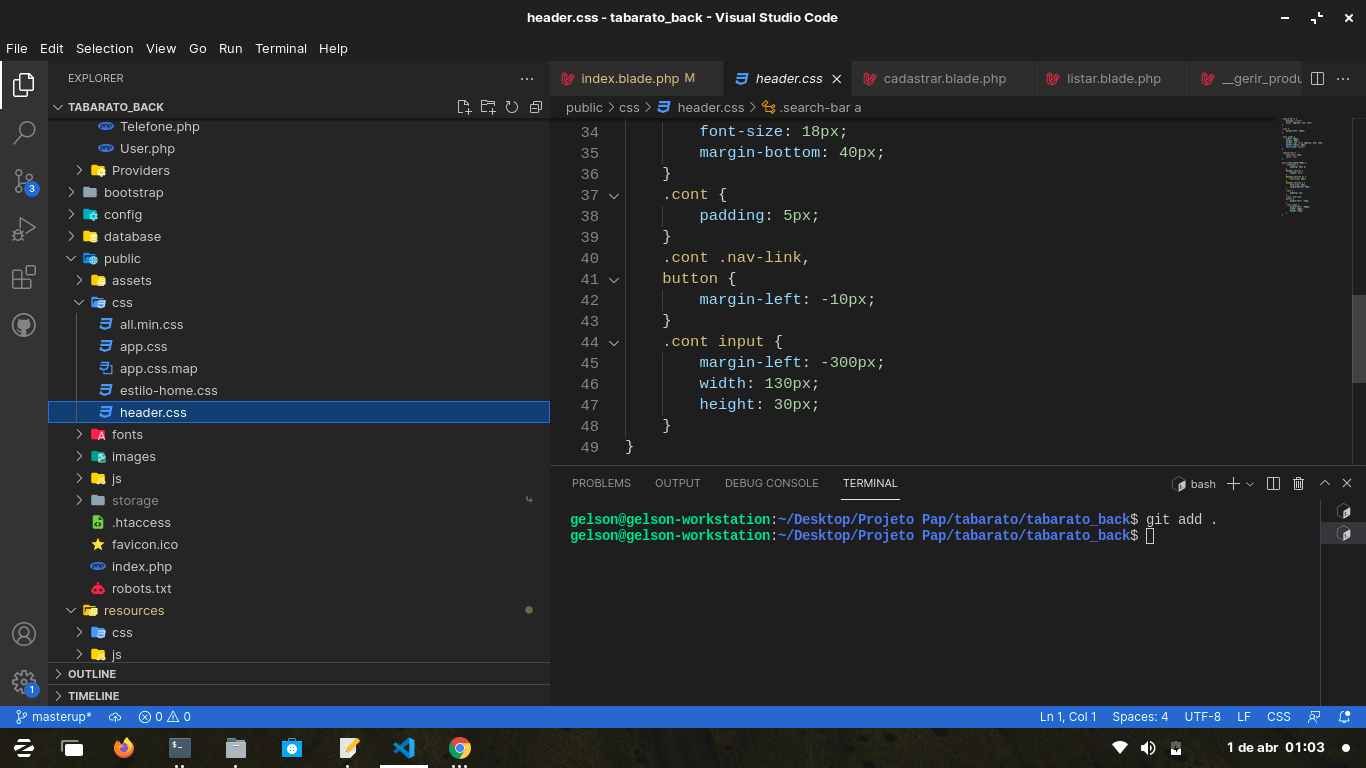 header.css - tabarato_back - Visual Studio Code
File Edit Selection View Go Run Terminal Help
EXPLORER
TABARATO_BACK
Telefone.php
User.php
Providers
bootstrap
config
database
public
assets
css
all.min.css
app.css
app.css.map
estilo-home.css
header.css
fonts
images
js
storage
.htaccess
favicon.ico
index.php
robots.txt
resources
css
js
OUTLINE
TIMELINE
3
1
index.blade.php M header.css cadastrar.blade.php listar.blade.php __gerir_produ
public > css > header.css > .search-bar a
34 font-size: 18px;
35 margin-bottom: 40px;
36 }
37 .cont {
38 padding: 5px;
39 }
40 .cont .nav-link,
41 button {
42 margin-left: -10px;
43 }
44 .cont input {
45 margin-left: -300px;
46 width: 130px;
47 height: 30px;
48 }
49 }
PROBLEMS OUTPUT DEBUG CONSOLE TERMINAL bash
gelson@gelson-workstation:~/Desktop/Projeto Pap/tabarato/tabarato_back$ git add .
gelson@gelson-workstation:~/Desktop/Projeto Pap/tabarato/tabarato_back$
masterup* 0 0 Ln 1, Col 1 Spaces: 4 UTF-8 LF CSS
1 de abr 01:03